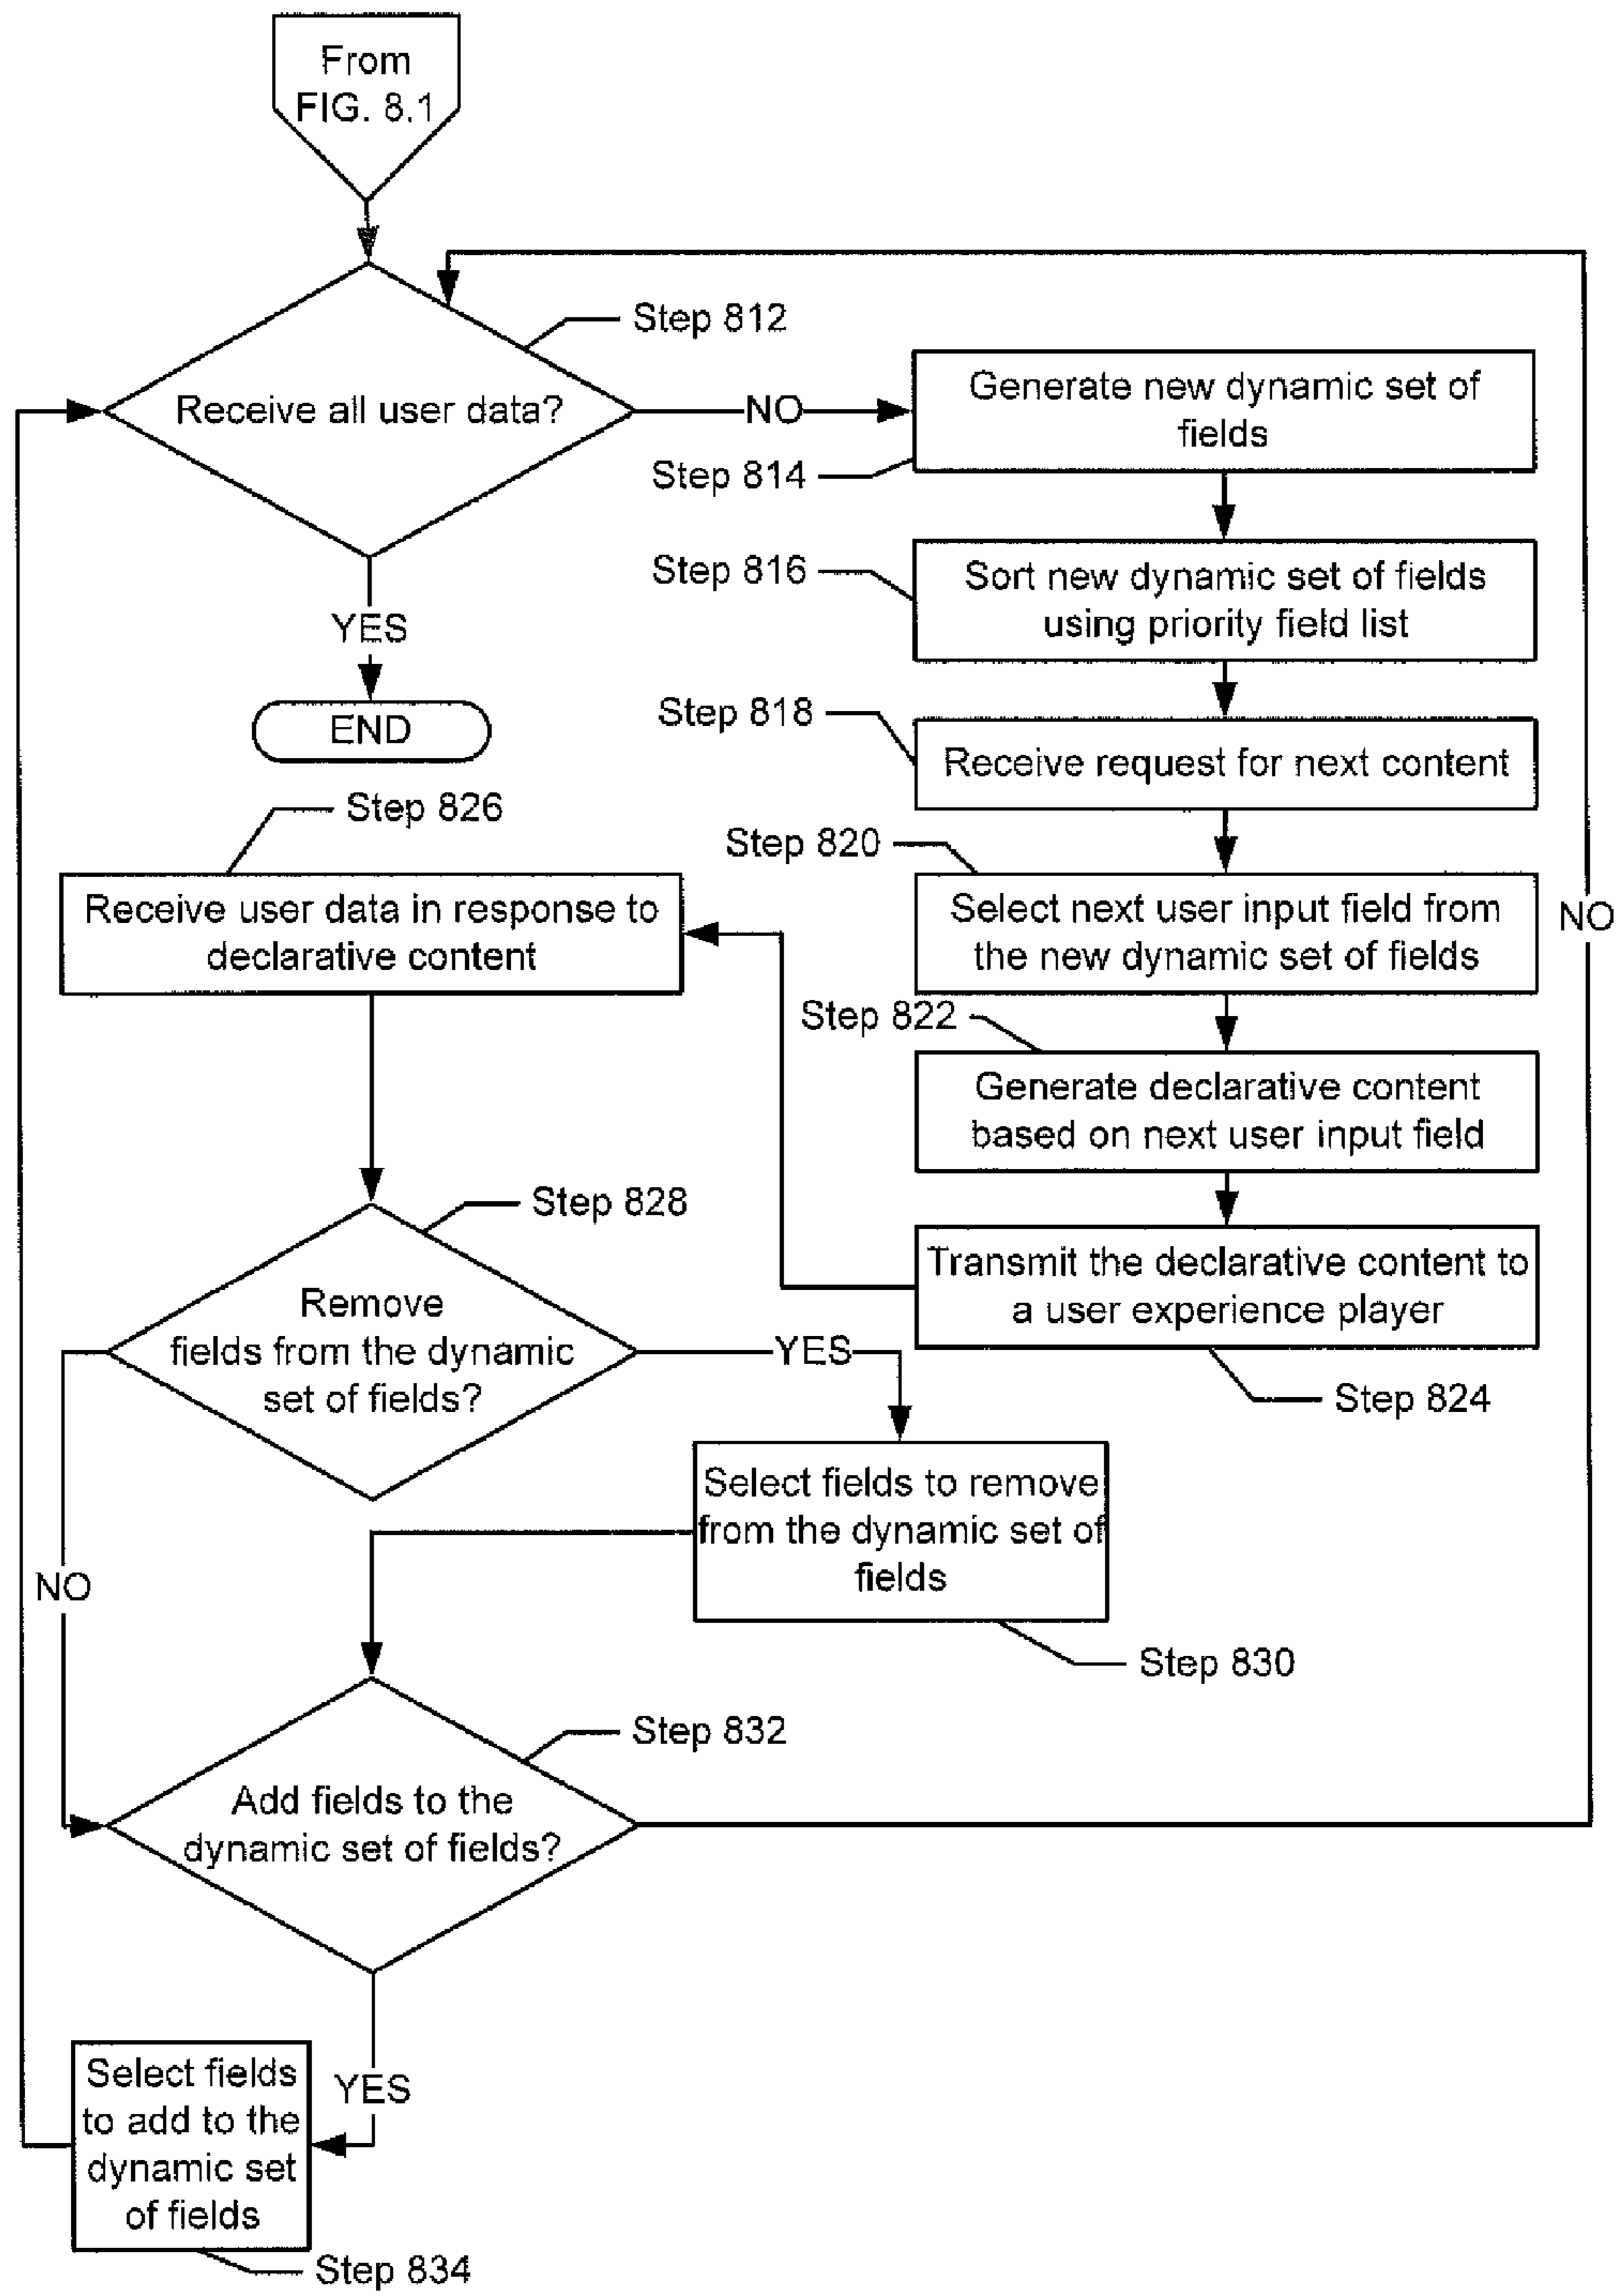 From
FIG. 8.1
Step 812
Receive all user data?
NO
Generate new dynamic set of
fields
Step 814
Step 816
Sort new dynamic set of fields
using priority field list
YES
END
Step 818
Receive request for next content
Step 826
Step 820
Receive user data in response to
declarative content
Select next user input field from
the new dynamic set of fields
NO
Step 822
Generate declarative content
based on next user input field
Step 828
Transmit the declarative content to
a user experience player
Remove
fields from the dynamic
set of fields?
YES
Step 824
Select fields to remove
from the dynamic set of
fields
NO
Step 830
Step 832
Add fields to the
dynamic set of fields?
YES
Select fields
to add to the
dynamic set
of fields
Step 834